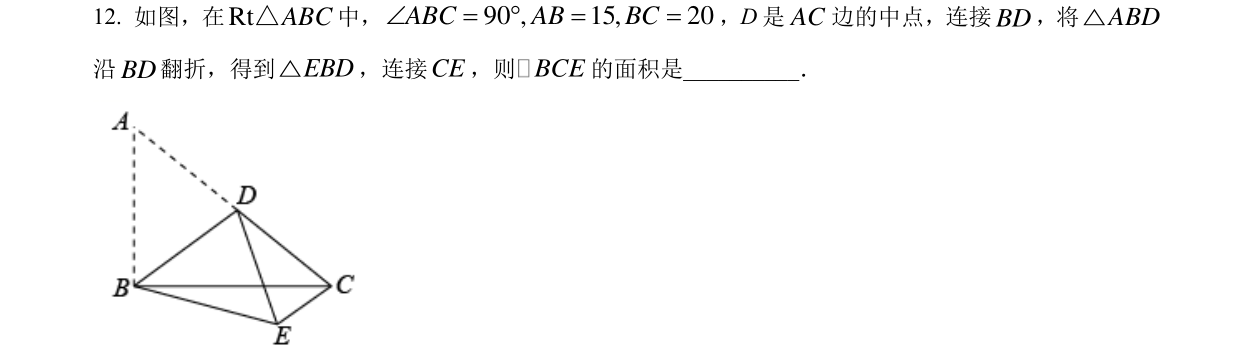 12. 如图，在Rt△ABC中，∠ABC=90°,AB=15,BC=20，D是AC边的中点，连接BD，将△ABD
沿BD翻折，得到△EBD，连接CE，则□BCE的面积是__________.
A
D
B
C
E